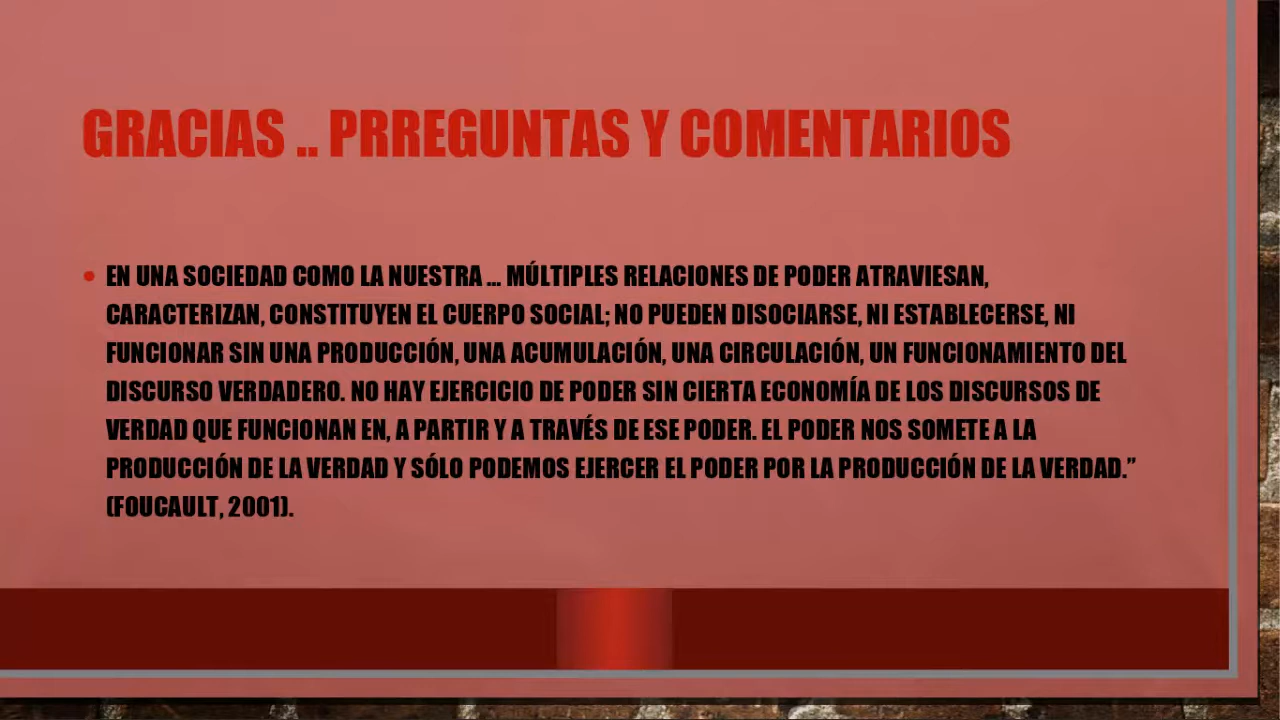 GRACIAS .. PRREGUNTAS Y COMENTARIOS
• EN UNA SOCIEDAD COMO LA NUESTRA ... MÚLTIPLES RELACIONES DE PODER ATRAVIESAN,
CARACTERIZAN, CONSTITUYEN EL CUERPO SOCIAL; NO PUEDEN DISOCIARSE, NI ESTABLECERSE, NI
FUNCIONAR SIN UNA PRODUCCIÓN, UNA ACUMULACIÓN, UNA CIRCULACIÓN, UN FUNCIONAMIENTO DEL
DISCURSO VERDADERO. NO HAY EJERCICIO DE PODER SIN CIERTA ECONOMÍA DE LOS DISCURSOS DE
VERDAD QUE FUNCIONAN EN, A PARTIR Y A TRAVÉS DE ESE PODER. EL PODER NOS SOMETE A LA
PRODUCCIÓN DE LA VERDAD Y SÓLO PODEMOS EJERCER EL PODER POR LA PRODUCCIÓN DE LA VERDAD.”
(FOUCAULT, 2001).